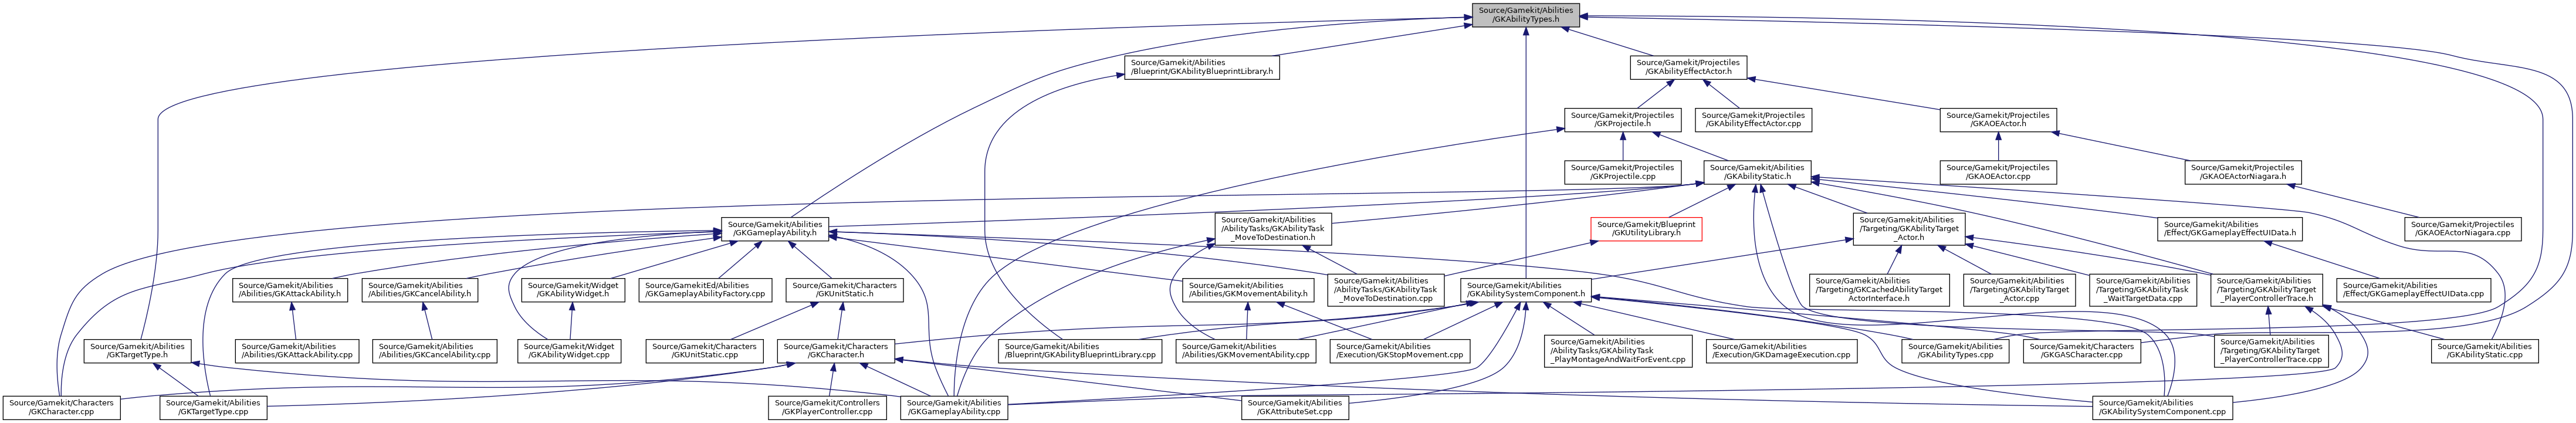 Source/Gamekit/Abilities
/GKAbilityTypes.h
Source/Gamekit/Abilities
/Blueprint/GKAbilityBlueprintLibrary.h
Source/Gamekit/Projectiles
/GKAbilityEffectActor.h
Source/Gamekit/Projectiles
/GKProjectile.h
Source/Gamekit/Projectiles
/GKAbilityEffectActor.cpp
Source/Gamekit/Projectiles
/GKAOEActor.h
Source/Gamekit/Projectiles
/GKProjectile.cpp
Source/Gamekit/Abilities
/GKAbilityStatic.h
Source/Gamekit/Projectiles
/GKAOEActor.cpp
Source/Gamekit/Projectiles
/GKAOEActorNiagara.h
Source/Gamekit/Abilities
/GKGameplayAbility.h
Source/Gamekit/Abilities
/AbilityTasks/GKAbilityTask
_MoveToDestination.h
Source/Gamekit/Blueprint
/GKUtilityLibrary.h
Source/Gamekit/Abilities
/Targeting/GKAbilityTarget
_Actor.h
Source/Gamekit/Abilities
/Effect/GKGameplayEffectUIData.h
Source/Gamekit/Projectiles
/GKAOEActorNiagara.cpp
Source/Gamekit/Abilities
/Abilities/GKAttackAbility.h
Source/Gamekit/Abilities
/Abilities/GKCancelAbility.h
Source/Gamekit/Widget
/GKAbilityWidget.h
Source/GamekitEd/Abilities
/GKGameplayAbilityFactory.cpp
Source/Gamekit/Characters
/GKUnitStatic.h
Source/Gamekit/Abilities
/Abilities/GKMovementAbility.h
Source/Gamekit/Abilities
/AbilityTasks/GKAbilityTask
_MoveToDestination.cpp
Source/Gamekit/Abilities
/GKAbilitySystemComponent.h
Source/Gamekit/Abilities
/Targeting/GKCachedAbilityTarget
ActorInterface.h
Source/Gamekit/Abilities
/Targeting/GKAbilityTarget
_Actor.cpp
Source/Gamekit/Abilities
/Targeting/GKAbilityTask
_WaitTargetData.cpp
Source/Gamekit/Abilities
/Targeting/GKAbilityTarget
_PlayerControllerTrace.h
Source/Gamekit/Abilities
/Effect/GKGameplayEffectUIData.cpp
Source/Gamekit/Abilities
/GKTargetType.h
Source/Gamekit/Abilities
/Abilities/GKAttackAbility.cpp
Source/Gamekit/Abilities
/Abilities/GKCancelAbility.cpp
Source/Gamekit/Widget
/GKAbilityWidget.cpp
Source/Gamekit/Characters
/GKUnitStatic.cpp
Source/Gamekit/Characters
/GKCharacter.h
Source/Gamekit/Abilities
/Blueprint/GKAbilityBlueprintLibrary.cpp
Source/Gamekit/Abilities
/Abilities/GKMovementAbility.cpp
Source/Gamekit/Abilities
/Execution/GKStopMovement.cpp
Source/Gamekit/Abilities
/AbilityTasks/GKAbilityTask
_PlayMontageAndWaitForEvent.cpp
Source/Gamekit/Abilities
/Execution/GKDamageExecution.cpp
Source/Gamekit/Abilities
/GKAbilityTypes.cpp
Source/Gamekit/Characters
/GKGASCharacter.cpp
Source/Gamekit/Abilities
/Targeting/GKAbilityTarget
_PlayerControllerTrace.cpp
Source/Gamekit/Abilities
/GKAbilityStatic.cpp
Source/Gamekit/Characters
/GKCharacter.cpp
Source/Gamekit/Abilities
/GKTargetType.cpp
Source/Gamekit/Controllers
/GKPlayerController.cpp
Source/Gamekit/Abilities
/GKGameplayAbility.cpp
Source/Gamekit/Abilities
/GKAttributeSet.cpp
Source/Gamekit/Abilities
/GKAbilitySystemComponent.cpp